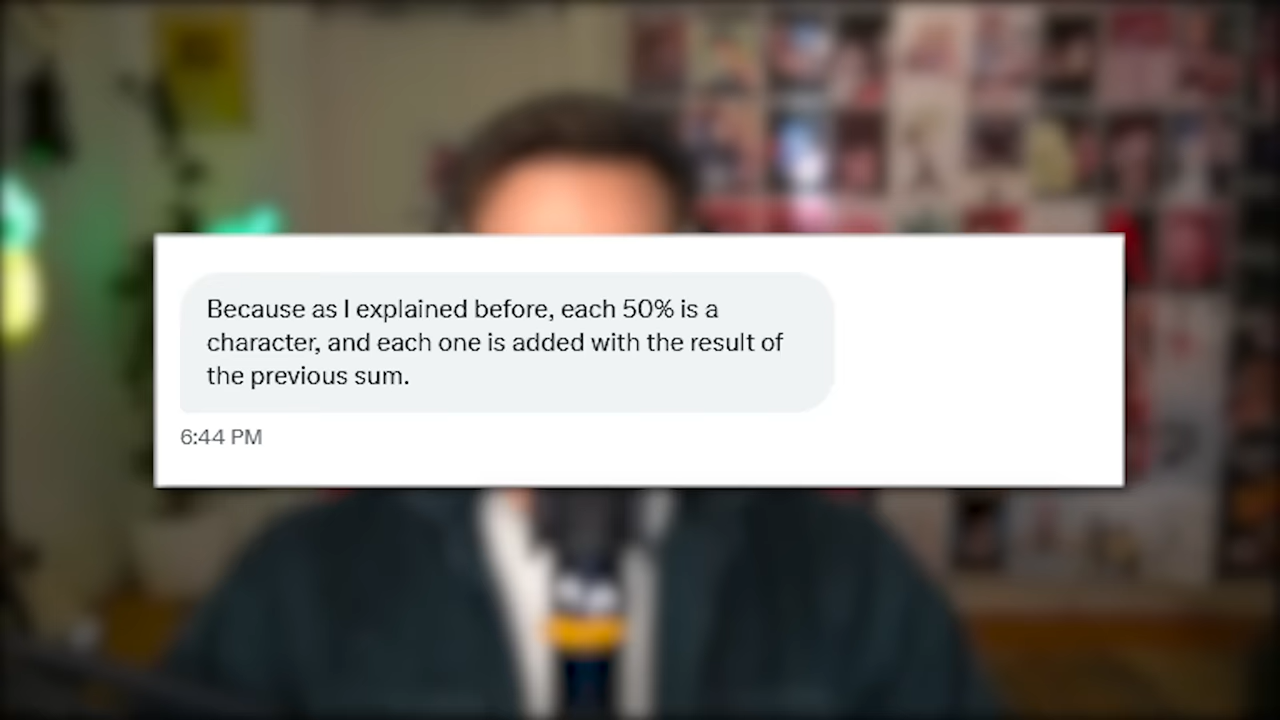 Because as I explained before, each 50% is a
character, and each one is added with the result of
the previous sum.
6:44 PM